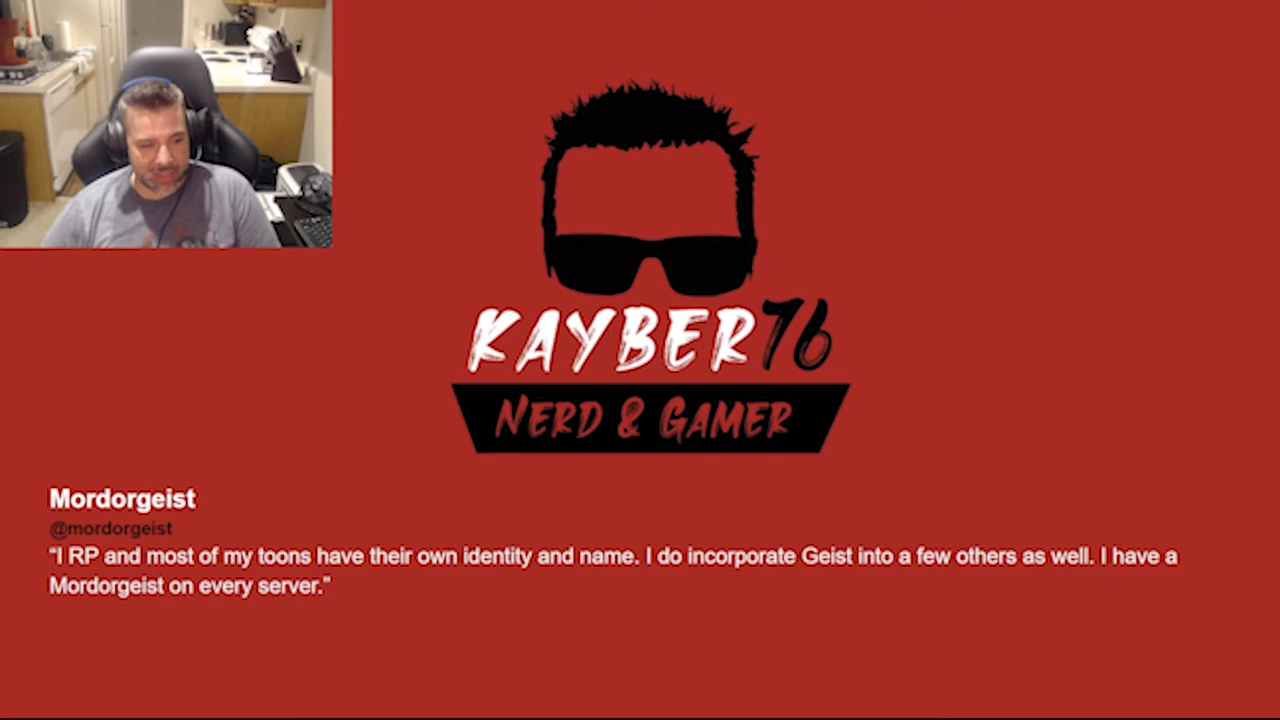 KAYBER76
NERD & GAMER
Mordorgeist
@mordorgeist
“I RP and most of my toons have their own identity and name. I do incorporate Geist into a few others as well. I have a
Mordorgeist on every server.”